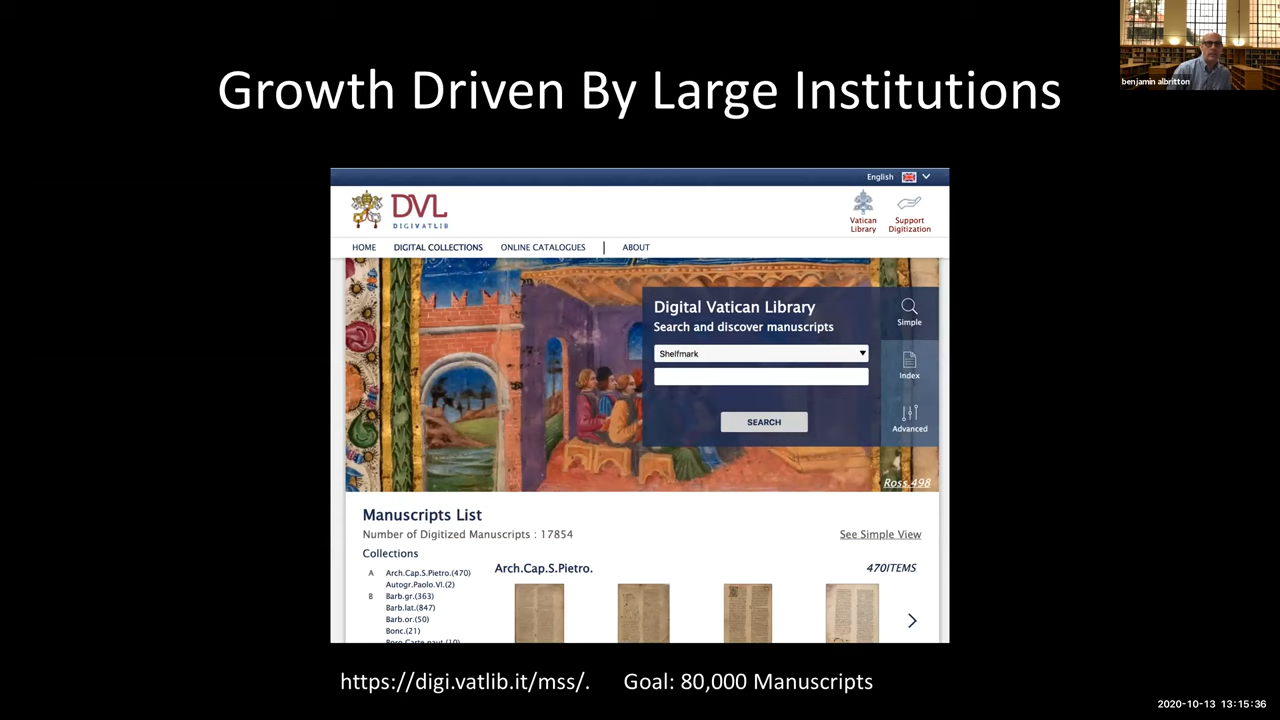 Growth Driven By Large Institutions
benjamin albritton
English
DVL
DIGIVATLIB
Vatican Library
Support Digitization
HOME DIGITAL COLLECTIONS ONLINE CATALOGUES | ABOUT
Digital Vatican Library
Search and discover manuscripts
Shelfmark
SEARCH
Simple
Index
Advanced
Ross.498
Manuscripts List
Number of Digitized Manuscripts : 17854
See Simple View
Collections
A Arch.Cap.S.Pietro.(470)
Autogr.Paolo.VI.(2)
B Barb.gr.(363)
Barb.lat.(847)
Barb.or.(50)
Bonc.(21)
Arch.Cap.S.Pietro.
470ITEMS
https://digi.vatlib.it/mss/. Goal: 80,000 Manuscripts
2020-10-13 13:15:36